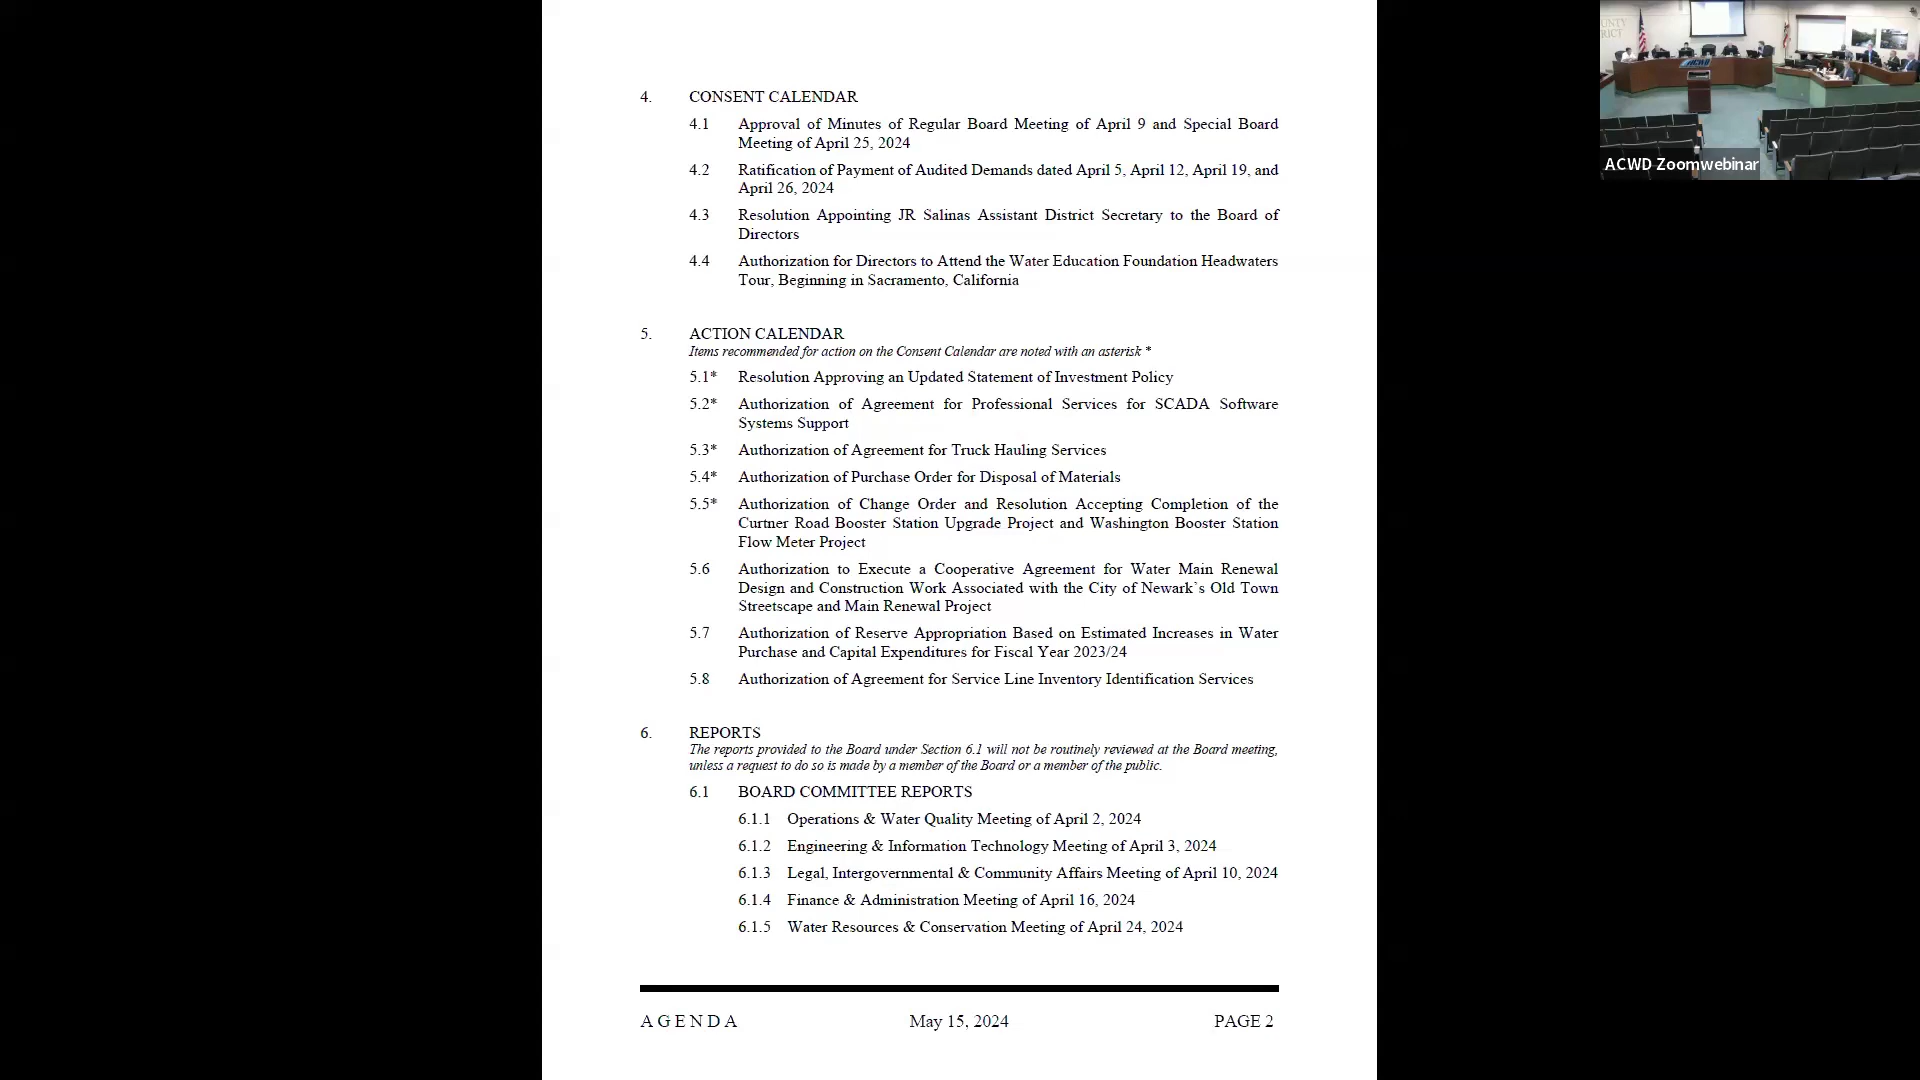 4. CONSENT CALENDAR
4.1 Approval of Minutes of Regular Board Meeting of April 9 and Special Board
Meeting of April 25, 2024
4.2 Ratification of Payment of Audited Demands dated April 5, April 12, April 19, and
April 26, 2024
4.3 Resolution Appointing JR Salinas Assistant District Secretary to the Board of
Directors
4.4 Authorization for Directors to Attend the Water Education Foundation Headwaters
Tour, Beginning in Sacramento, California
5. ACTION CALENDAR
Items recommended for action on the Consent Calendar are noted with an asterisk *
5.1* Resolution Approving an Updated Statement of Investment Policy
5.2* Authorization of Agreement for Professional Services for SCADA Software
Systems Support
5.3* Authorization of Agreement for Truck Hauling Services
5.4* Authorization of Purchase Order for Disposal of Materials
5.5* Authorization of Change Order and Resolution Accepting Completion of the
Curtner Road Booster Station Upgrade Project and Washington Booster Station
Flow Meter Project
5.6 Authorization to Execute a Cooperative Agreement for Water Main Renewal
Design and Construction Work Associated with the City of Newark's Old Town
Streetscape and Main Renewal Project
5.7 Authorization of Reserve Appropriation Based on Estimated Increases in Water
Purchase and Capital Expenditures for Fiscal Year 2023/24
5.8 Authorization of Agreement for Service Line Inventory Identification Services
6. REPORTS
The reports provided to the Board under Section 6.1 will not be routinely reviewed at the Board meeting,
unless a request to do so is made by a member of the Board or a member of the public.
6.1 BOARD COMMITTEE REPORTS
6.1.1 Operations & Water Quality Meeting of April 2, 2024
6.1.2 Engineering & Information Technology Meeting of April 3, 2024
6.1.3 Legal, Intergovernmental & Community Affairs Meeting of April 10, 2024
6.1.4 Finance & Administration Meeting of April 16, 2024
6.1.5 Water Resources & Conservation Meeting of April 24, 2024
AGENDA May 15, 2024 PAGE 2
ACWD
ACWD Zoomwebinar